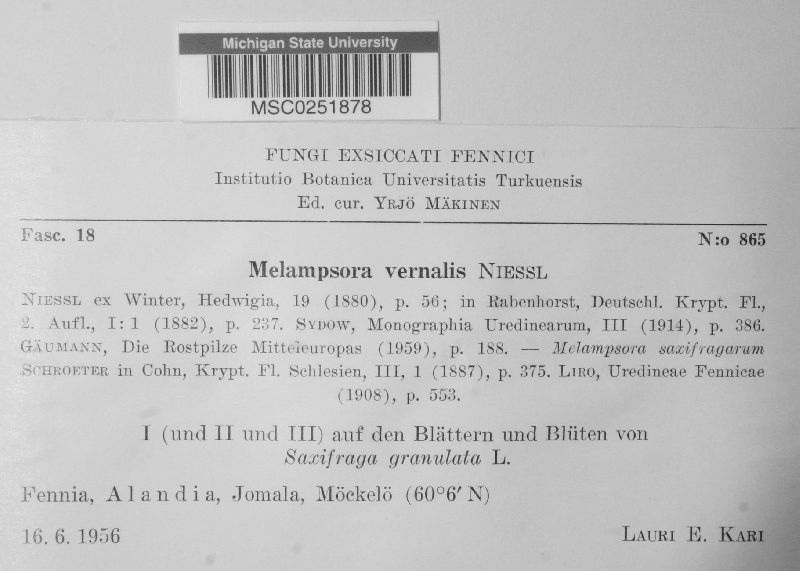 Michigan State University
MSC0251878
FUNGI EXSICCATI FENNICI
Institutio Botanica Universitatis Turkuensis
Ed. cur. YRJÖ MÄKINEN
Fasc. 18 N:o 865
Melampsora vernalis NIESSL
NIESSL ex Winter, Hedwigia, 19 (1880), p. 56; in Rabenhorst, Deutschl. Krypt. Fl.,
2. Aufl., I: 1 (1882), p. 237. SYDOW, Monographia Uredinearum, III (1914), p. 386.
GÄUMANN, Die Rostpilze Mitteleuropas (1959), p. 188. — Melampsora saxifragarum
SCHROETER in Cohn, Krypt. Fl. Schlesien, III, 1 (1887), p. 375. LIRO, Uredineae Fennicae
(1908), p. 553.
I (und II und III) auf den Blättern und Blüten von
Saxifraga granulata L.
Fennia, Alandia, Jomala, Möckelö (60°6′ N)
16. 6. 1956 LAURI E. KARI